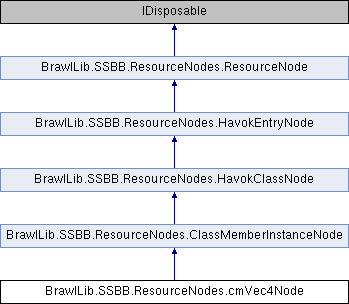 IDisposable
BrawlLib.SSBB.ResourceNodes.ResourceNode
BrawlLib.SSBB.ResourceNodes.HavokEntryNode
BrawlLib.SSBB.ResourceNodes.HavokClassNode
BrawlLib.SSBB.ResourceNodes.ClassMemberInstanceNode
BrawlLib.SSBB.ResourceNodes.cmVec4Node